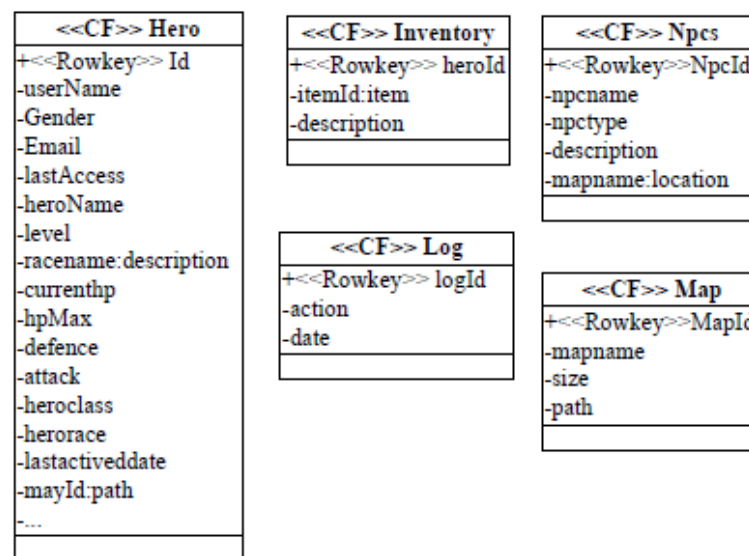 <<CF>> Hero
+<<Rowkey>> Id
-userName
-Gender
-Email
-lastAccess
-heroName
-level
-racename:description
-currenthp
-hpMax
-defence
-attack
-heroclass
-herorace
-lastactiveddate
-mayId:path
-...
<<CF>> Inventory
+<<Rowkey>> heroId
-itemId:item
-description
<<CF>> Log
+<<Rowkey>> logId
-action
-date
<<CF>> Npcs
+<<Rowkey>>NpcId
-npcname
-npctype
-description
-mapname:location
<<CF>> Map
+<<Rowkey>>MapId
-mapname
-size
-path